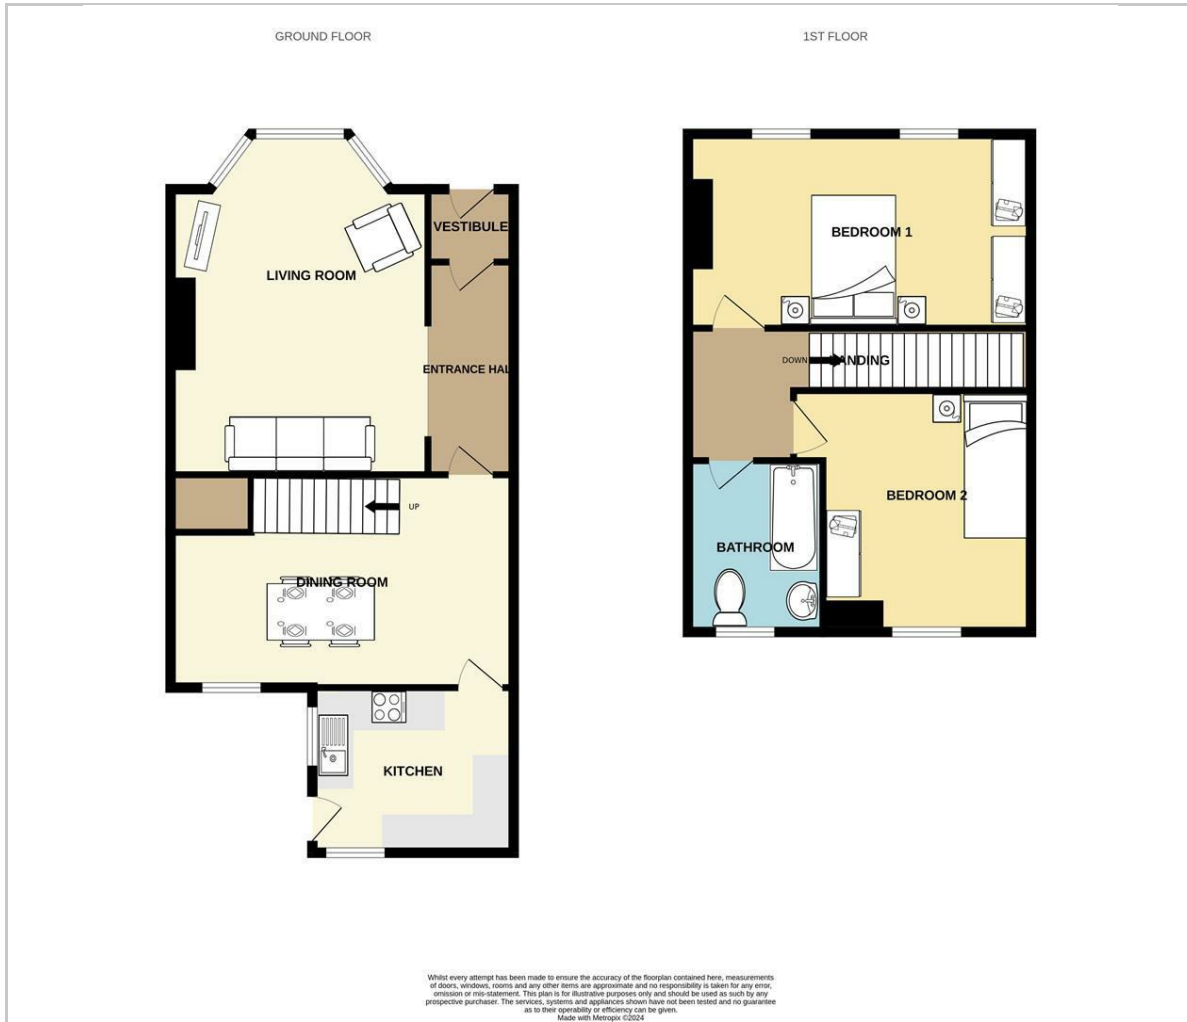 GROUND FLOOR
1ST FLOOR
VESTIBULE
LIVING ROOM
ENTRANCE HAL
UP
DINING ROOM
KITCHEN
BEDROOM 1
DOWN
LANDING
BEDROOM 2
BATHROOM
Whilst every attempt has been made to ensure the accuracy of the floorplan contained here, measurements
of doors, windows, rooms and any other items are approximate and no responsibility is taken for any error,
omission or mis-statement. This plan is for illustrative purposes only and should be used as such by any
prospective purchaser. The services, systems and appliances shown have not been tested and no guarantee
as to their operability or efficiency can be given.
Made with Metropix ©2024